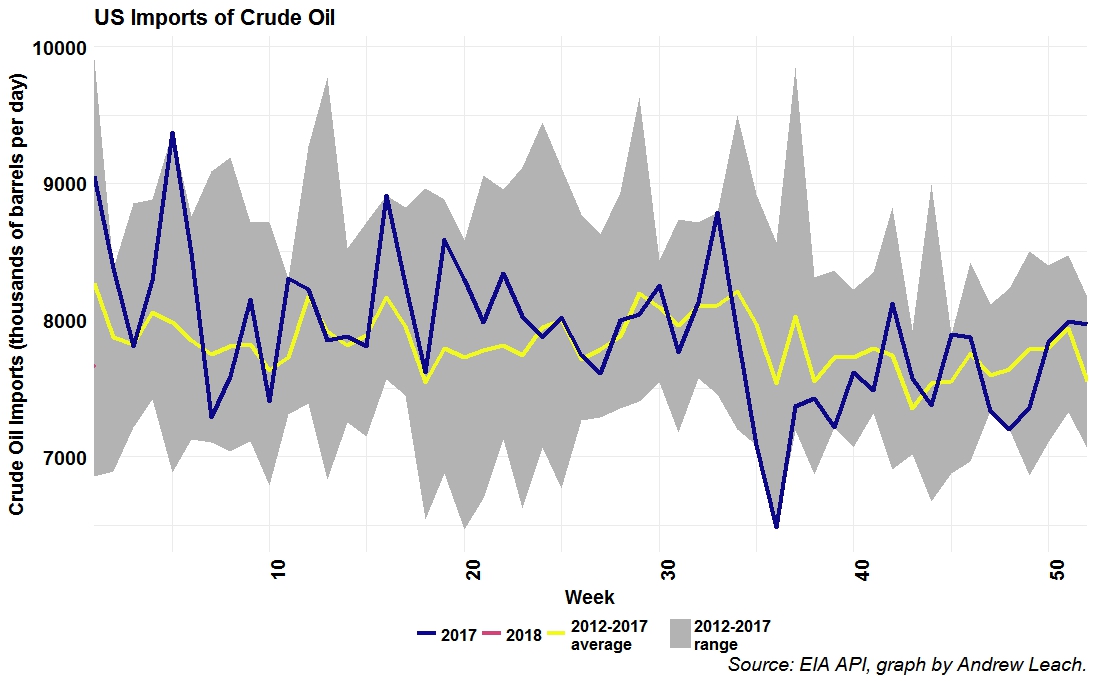 US Imports of Crude Oil
Crude Oil Imports (thousands of barrels per day)
10000
9000
8000
7000
10
20
30
40
50
Week
2017
2018
2012-2017
average
2012-2017
range
Source: EIA API, graph by Andrew Leach.